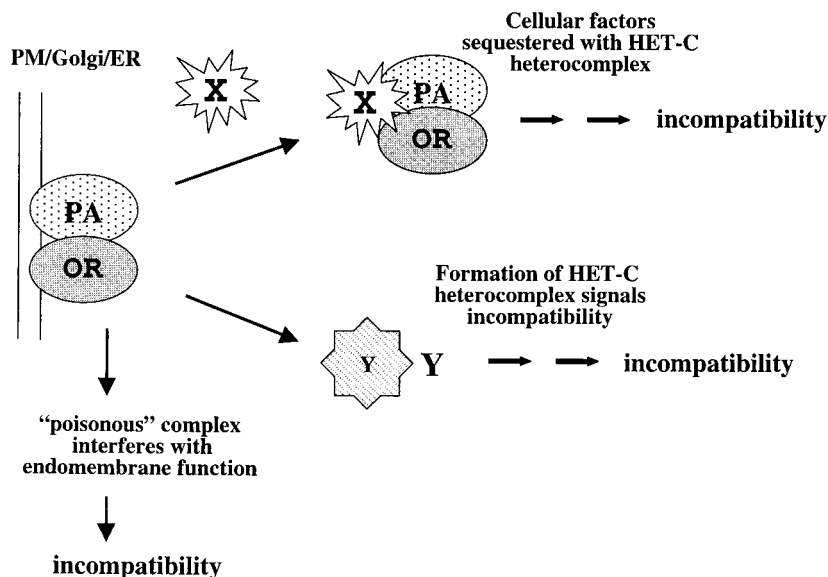 PM/Golgi/ER
X
Cellular factors
sequestered with HET-C
heterocomplex
X
PA
OR
incompatibility
PA
OR
Formation of HET-C
heterocomplex signals
incompatibility
Y
Y
incompatibility
“poisonous” complex
interferes with
endomembrane function
incompatibility